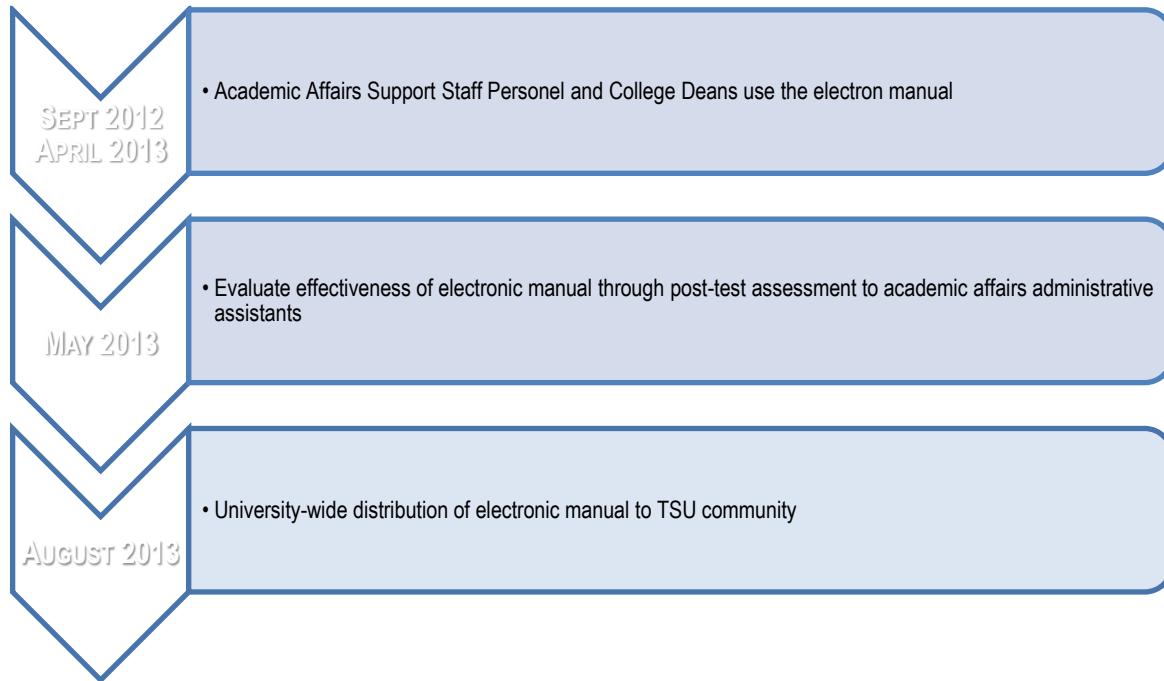 SEPT 2012
APRIL 2013
• Academic Affairs Support Staff Personel and College Deans use the electron manual
MAY 2013
• Evaluate effectiveness of electronic manual through post-test assessment to academic affairs administrative
assistants
AUGUST 2013
• University-wide distribution of electronic manual to TSU community